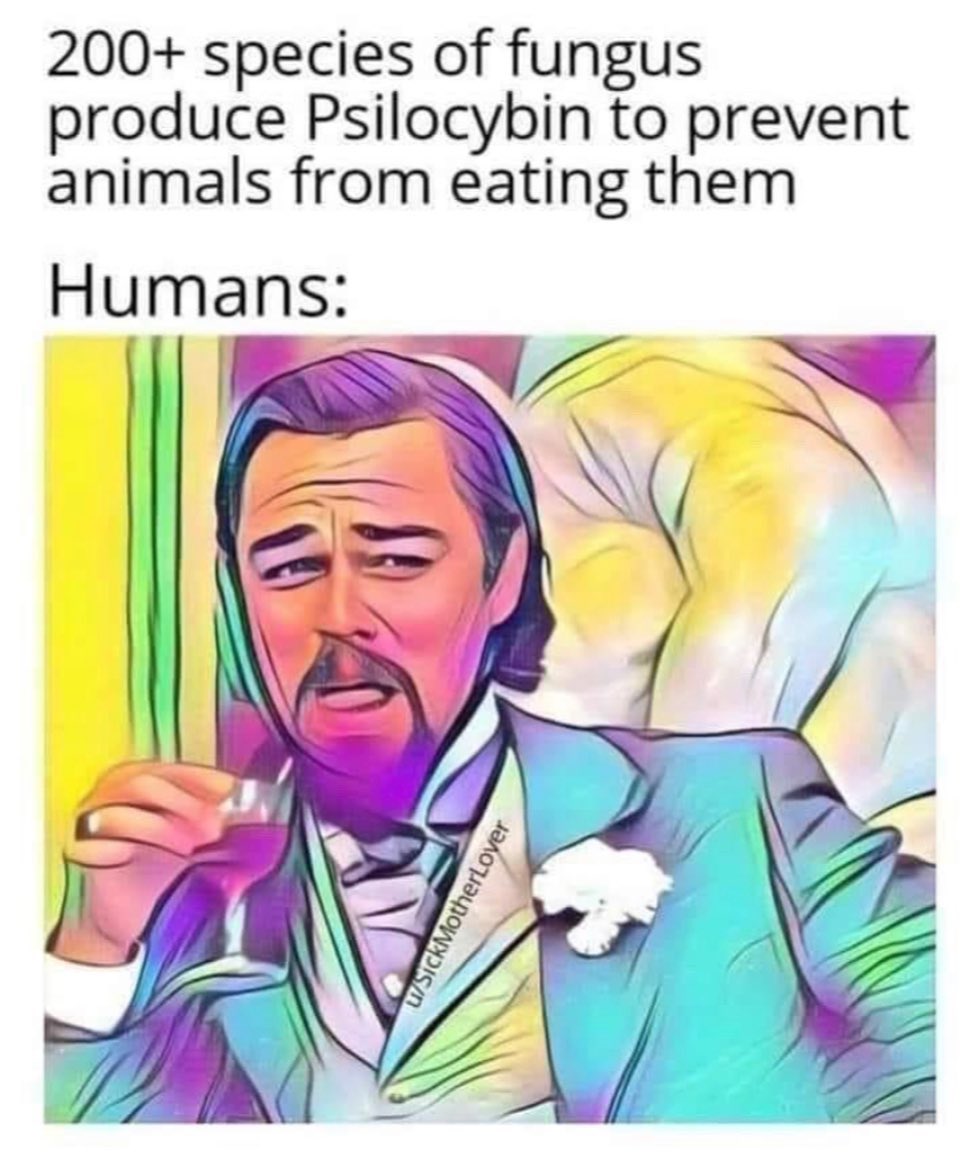 200+ species of fungus
produce Psilocybin to prevent
animals from eating them
Humans:
u/SickMotherLover